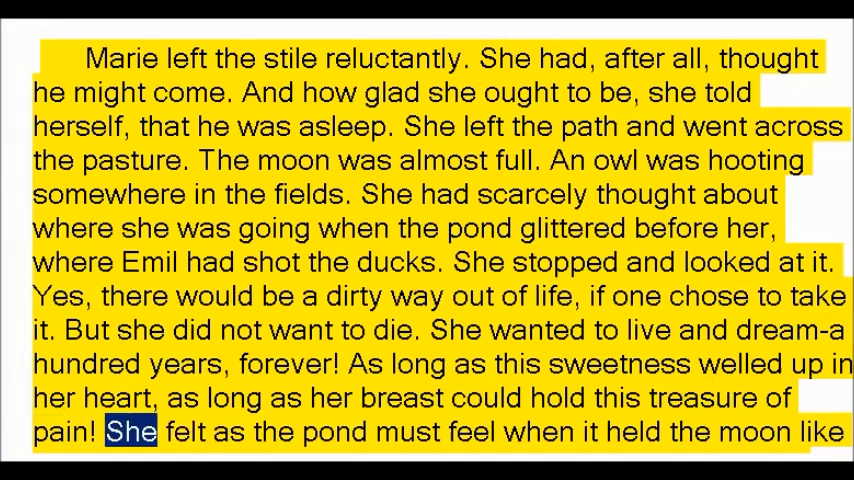 Marie left the stile reluctantly. She had, after all, thought
he might come. And how glad she ought to be, she told
herself, that he was asleep. She left the path and went across
the pasture. The moon was almost full. An owl was hooting
somewhere in the fields. She had scarcely thought about
where she was going when the pond glittered before her,
where Emil had shot the ducks. She stopped and looked at it.
Yes, there would be a dirty way out of life, if one chose to take
it. But she did not want to die. She wanted to live and dream-a
hundred years, forever! As long as this sweetness welled up in
her heart, as long as her breast could hold this treasure of
pain! She felt as the pond must feel when it held the moon like